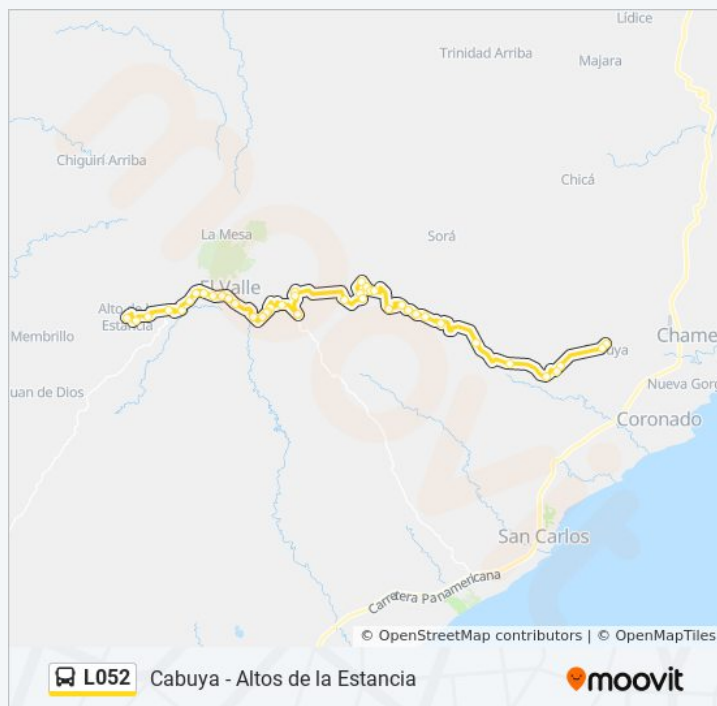 Lídice
Trinidad Arriba
Majara
Chiguirí Arriba
Chicá
La Mesa
Sorá
El Valle
Alto de la
Estancia
Membrillo
Chame
uya
uan de Dios
Nueva Gorg
Coronado
San Carlos
Carretera Panamericana
© OpenStreetMap contributors | © OpenMapTiles
L052 Cabuya - Altos de la Estancia
moovit
moovit